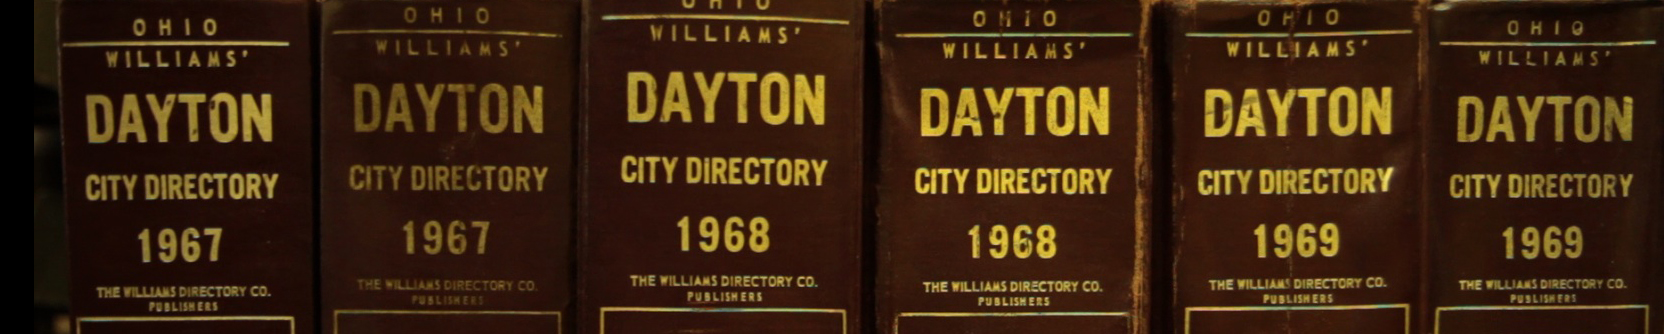 OHIO
WILLIAMS'
DAYTON
CITY DIRECTORY
1967
THE WILLIAMS DIRECTORY CO.
PUBLISHERS
OHIO
WILLIAMS'
DAYTON
CITY DIRECTORY
1967
THE WILLIAMS DIRECTORY CO.
PUBLISHERS
OHIO
WILLIAMS'
DAYTON
CITY DIRECTORY
1968
THE WILLIAMS DIRECTORY CO.
PUBLISHERS
OHIO
WILLIAMS'
DAYTON
CITY DIRECTORY
1968
THE WILLIAMS DIRECTORY CO.
PUBLISHERS
OHIO
WILLIAMS'
DAYTON
CITY DIRECTORY
1969
THE WILLIAMS DIRECTORY CO.
PUBLISHERS
OHIO
WILLIAMS'
DAYTON
CITY DIRECTORY
1969
THE WILLIAMS DIRECTORY CO.
PUBLISHERS